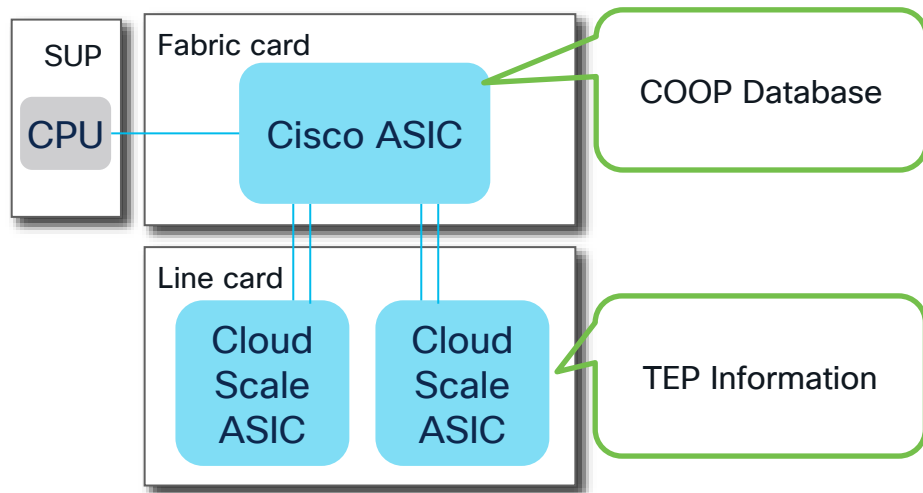 SUP
CPU
Fabric card
Cisco ASIC
COOP Database
Line card
Cloud
Scale
ASIC
Cloud
Scale
ASIC
TEP Information